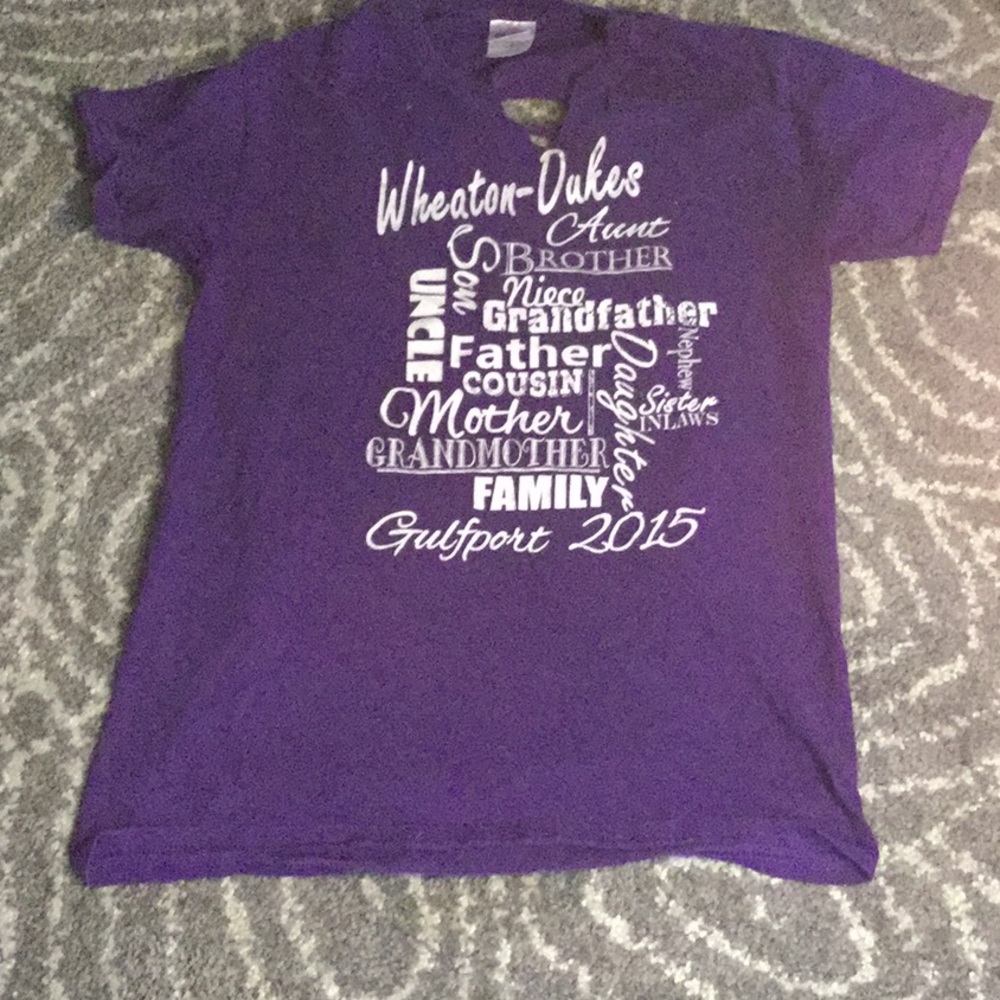 Wheaton-Dukes
Aunt
Son
BROTHER
UNCLE
Niece
Grandfather
Nephew
Father
Daughter
COUSIN
Sister
Mother
INLAWS
GRANDMOTHER
FAMILY
Gulfport 2015